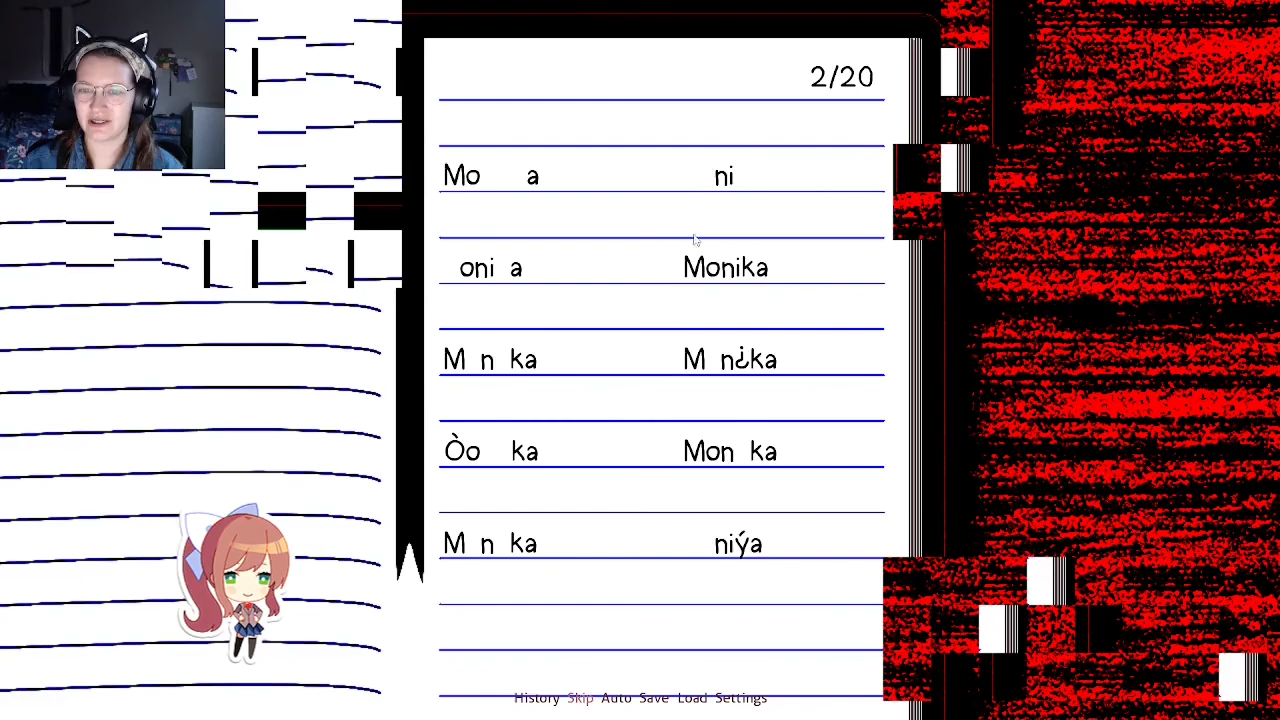 2/20
Mo a ni
oni a Monika
M n ka M n¿ka
Òo ka Mon ka
M n ka niýa
History Skip Auto Save Load Settings